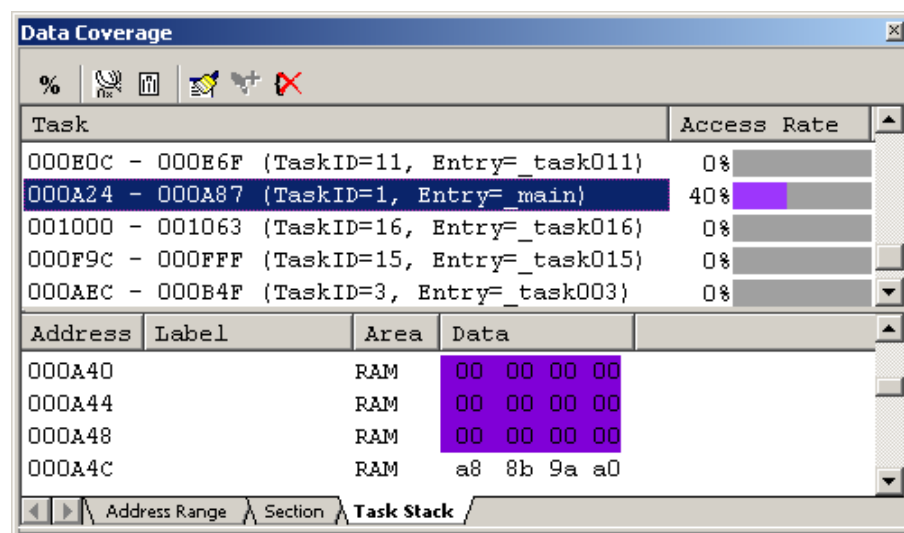 Data Coverage
%
Task Access Rate
000E0C - 000E6F (TaskID=11, Entry=_task011) 0%
000A24 - 000A87 (TaskID=1, Entry=_main) 40%
001000 - 001063 (TaskID=16, Entry=_task016) 0%
000F9C - 000FFF (TaskID=15, Entry=_task015) 0%
000AEC - 000B4F (TaskID=3, Entry=_task003) 0%
Address Label Area Data
000A40 RAM 00 00 00 00
000A44 RAM 00 00 00 00
000A48 RAM 00 00 00 00
000A4C RAM a8 8b 9a a0
Address Range Section Task Stack